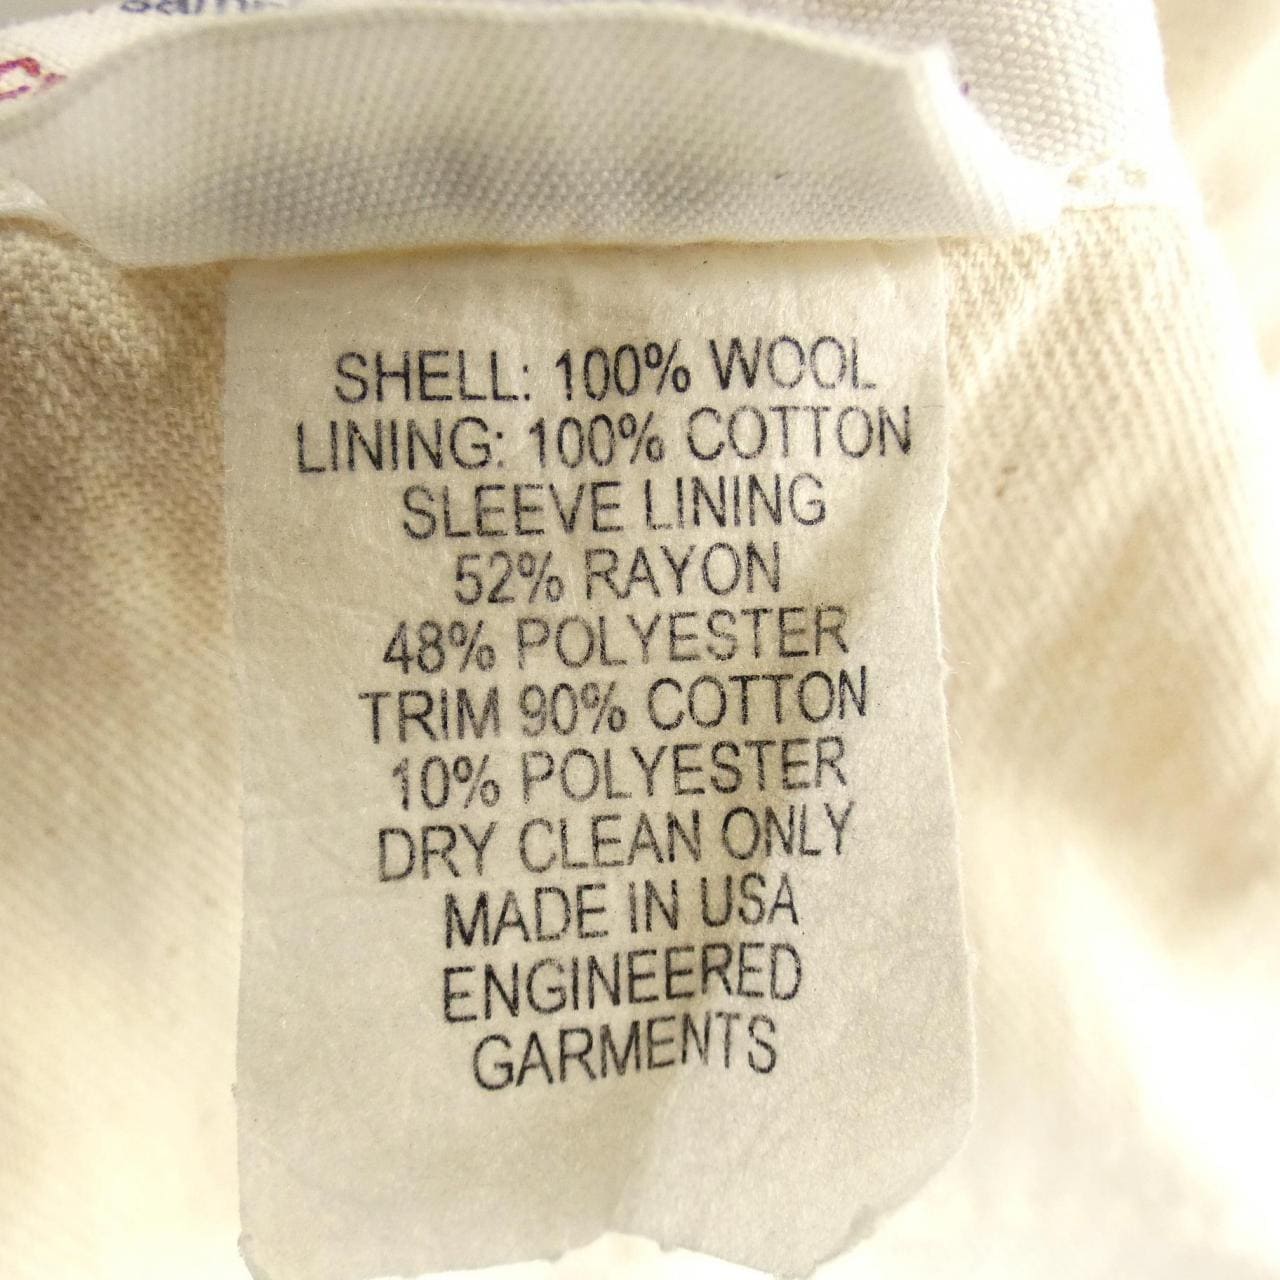 SHELL: 100% WOOL
LINING: 100% COTTON
SLEEVE LINING
52% RAYON
48% POLYESTER
TRIM 90% COTTON
10% POLYESTER
DRY CLEAN ONLY
MADE IN USA
ENGINEERED
GARMENTS